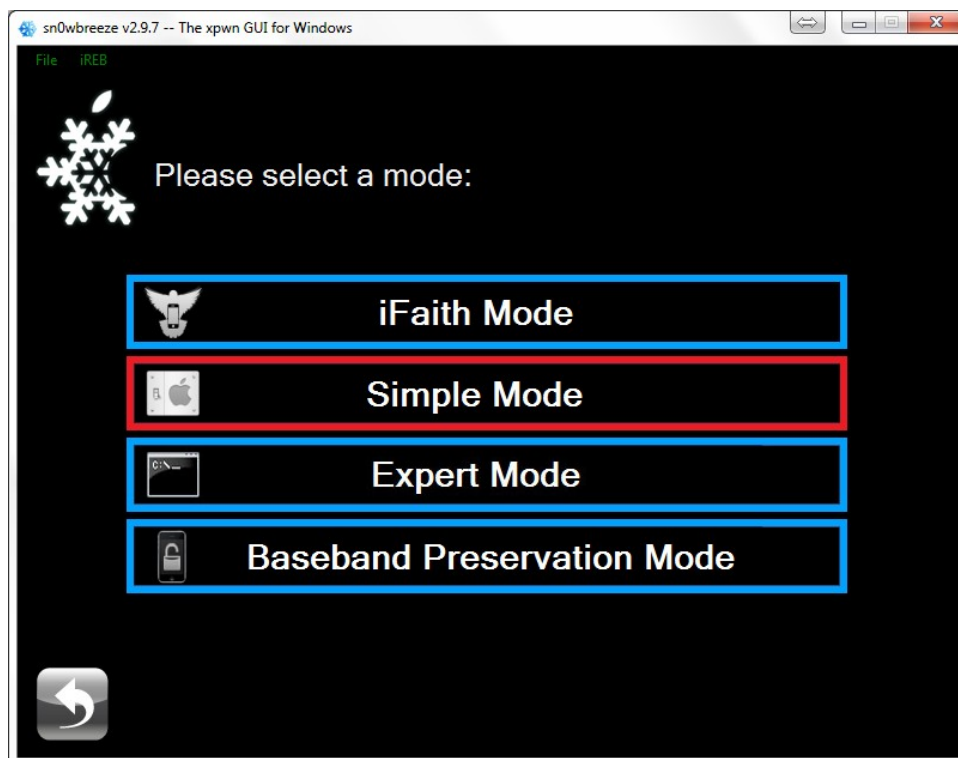 sn0wbreeze v2.9.7 -- The xpwn GUI for Windows
File iREB
Please select a mode:
iFaith Mode
Simple Mode
C:\_
Expert Mode
Baseband Preservation Mode